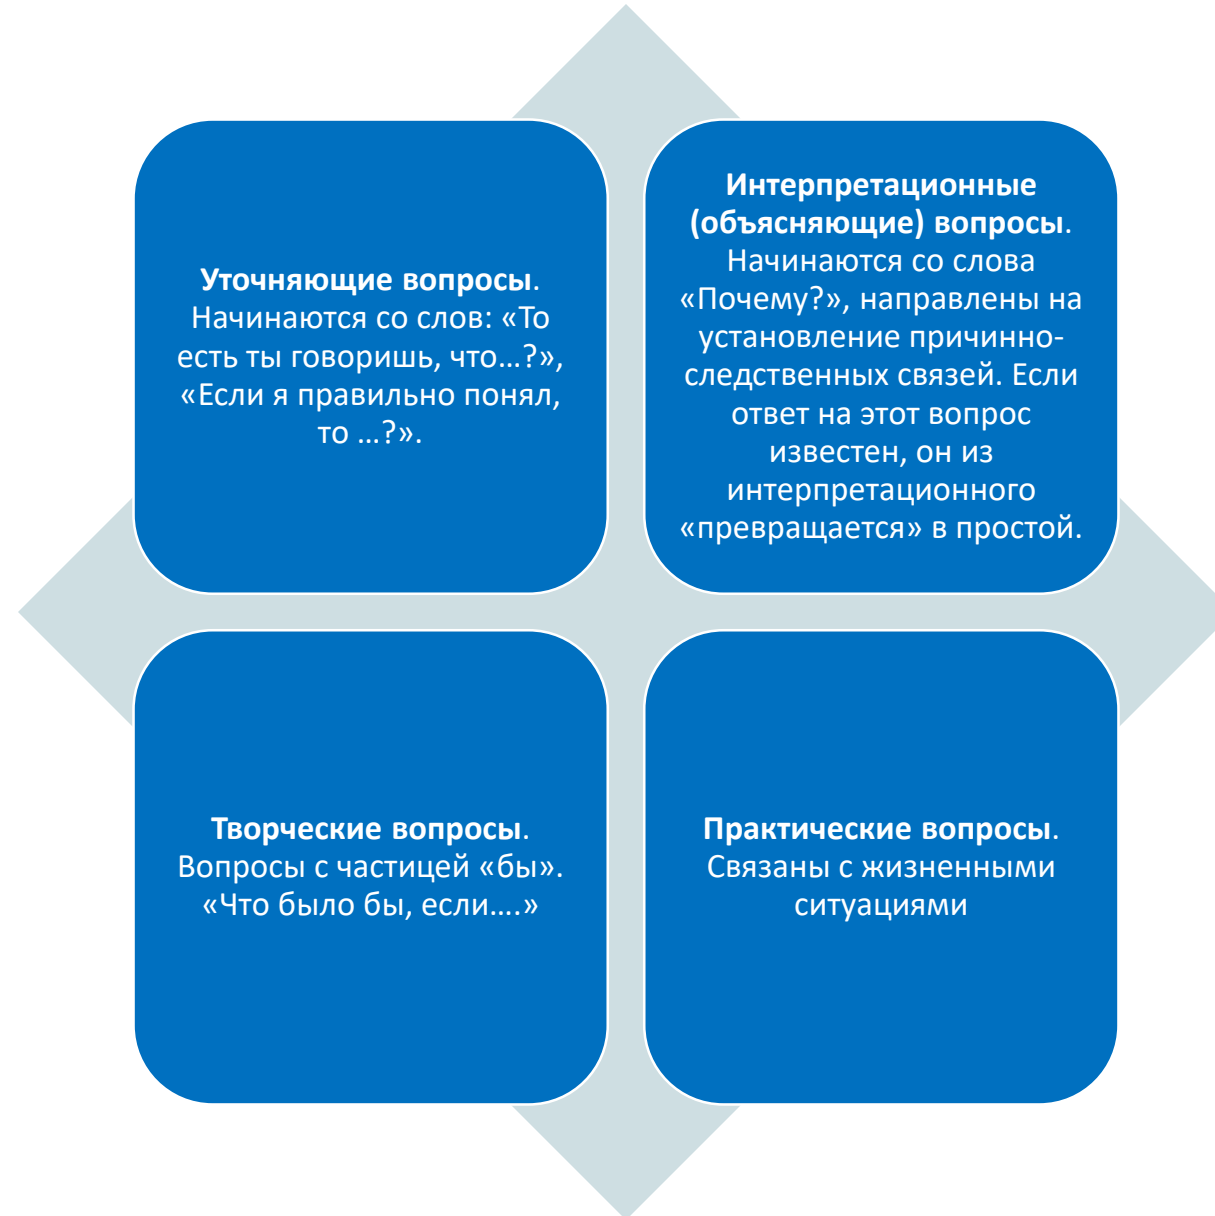 Уточняющие вопросы.
Начинаются со слов: «То
есть ты говоришь, что…?»,
«Если я правильно понял,
то …?».
Интерпретационные
(объясняющие) вопросы.
Начинаются со слова
«Почему?», направлены на
установление причинно-
следственных связей. Если
ответ на этот вопрос
известен, он из
интерпретационного
«превращается» в простой.
Творческие вопросы.
Вопросы с частицей «бы».
«Что было бы, если….»
Практические вопросы.
Связаны с жизненными
ситуациями